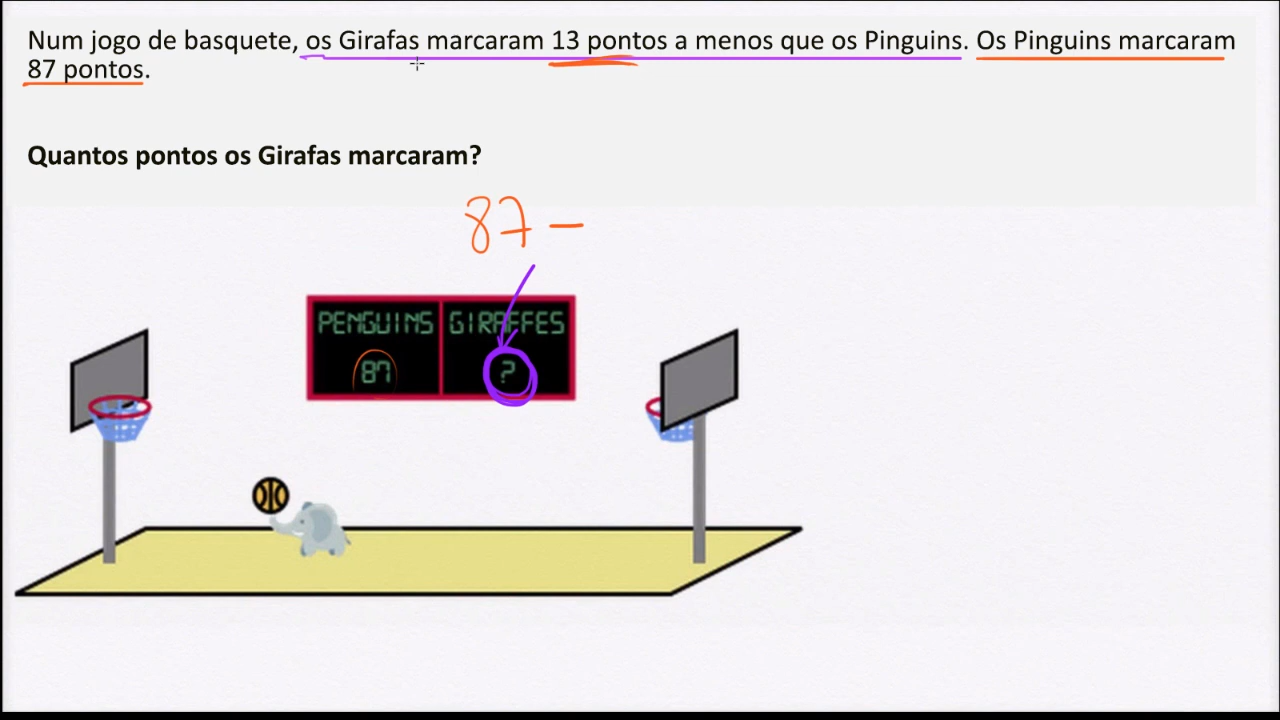 Num jogo de basquete, os Girafas marcaram 13 pontos a menos que os Pinguins. Os Pinguins marcaram
87 pontos.
Quantos pontos os Girafas marcaram?
87 –
PENGUINS GIRAFFES
87 ?